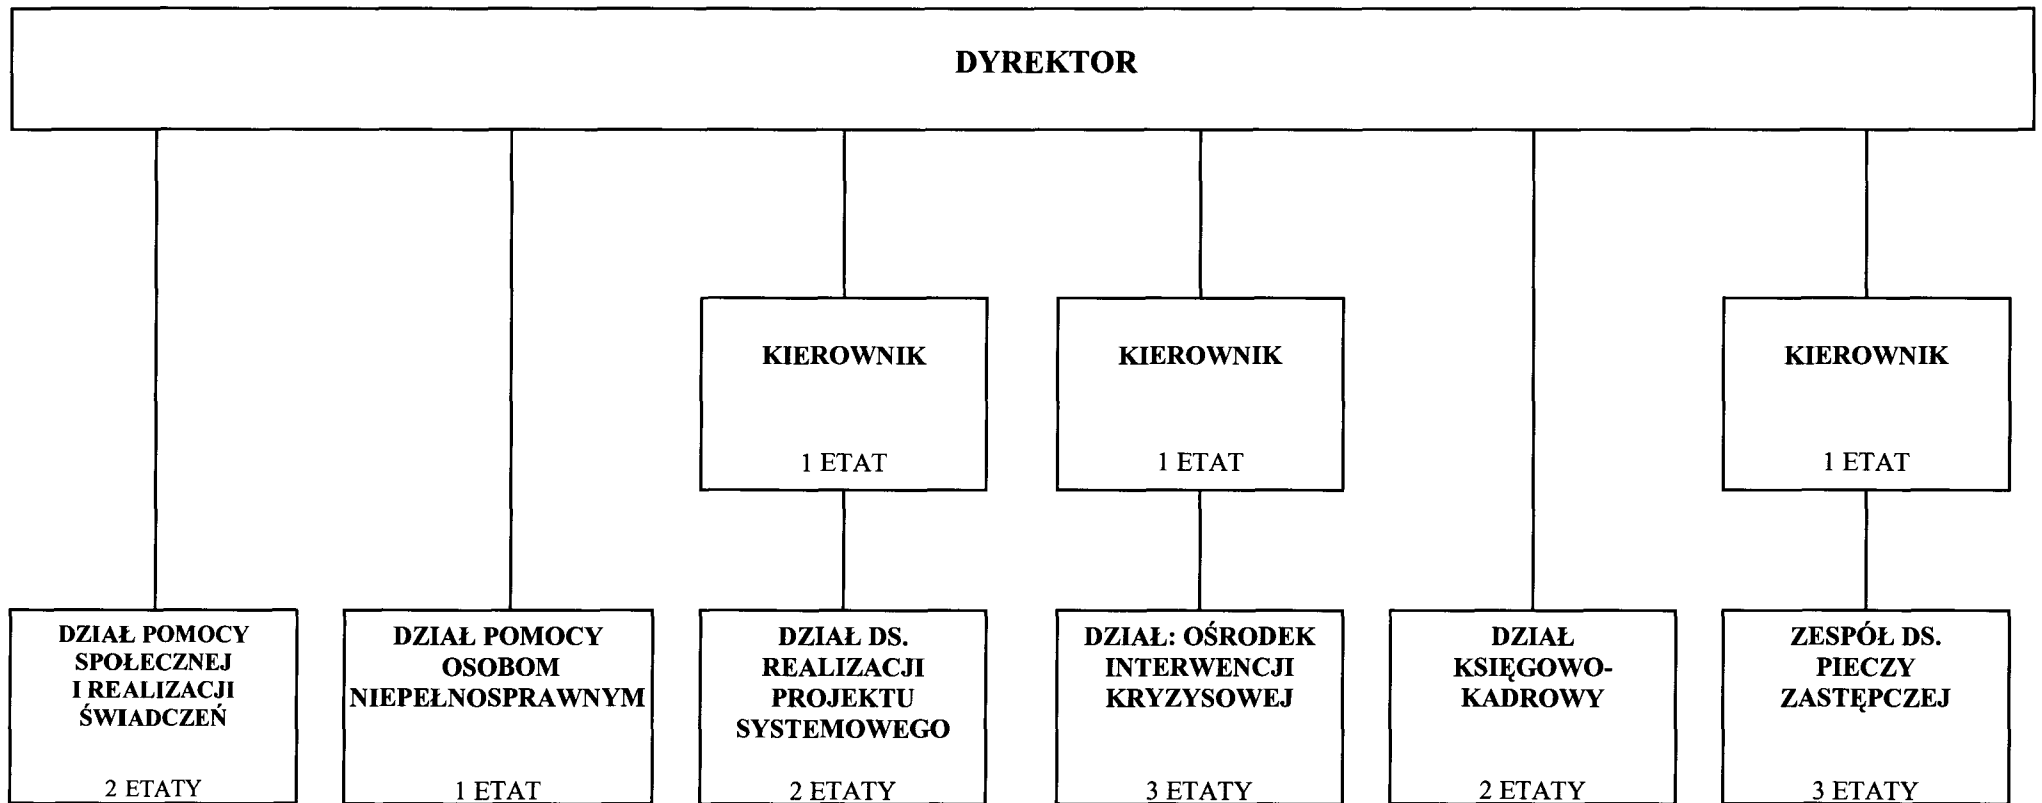 DYREKTOR
KIEROWNIK
1 ETAT
KIEROWNIK
1 ETAT
KIEROWNIK
1 ETAT
DZIAŁ POMOCY
SPOŁECZNEJ
I REALIZACJI
ŚWIADCZEŃ
2 ETATY
DZIAŁ POMOCY
OSOBOM
NIEPEŁNOSPRAWNYM
1 ETAT
DZIAŁ DS.
REALIZACJI
PROJEKTU
SYSTEMOWEGO
2 ETATY
DZIAŁ: OŚRODEK
INTERWENCJI
KRYZYSOWEJ
3 ETATY
DZIAŁ
KSIĘGOWO-
KADROWY
2 ETATY
ZESPÓŁ DS.
PIECZY
ZASTĘPCZEJ
3 ETATY